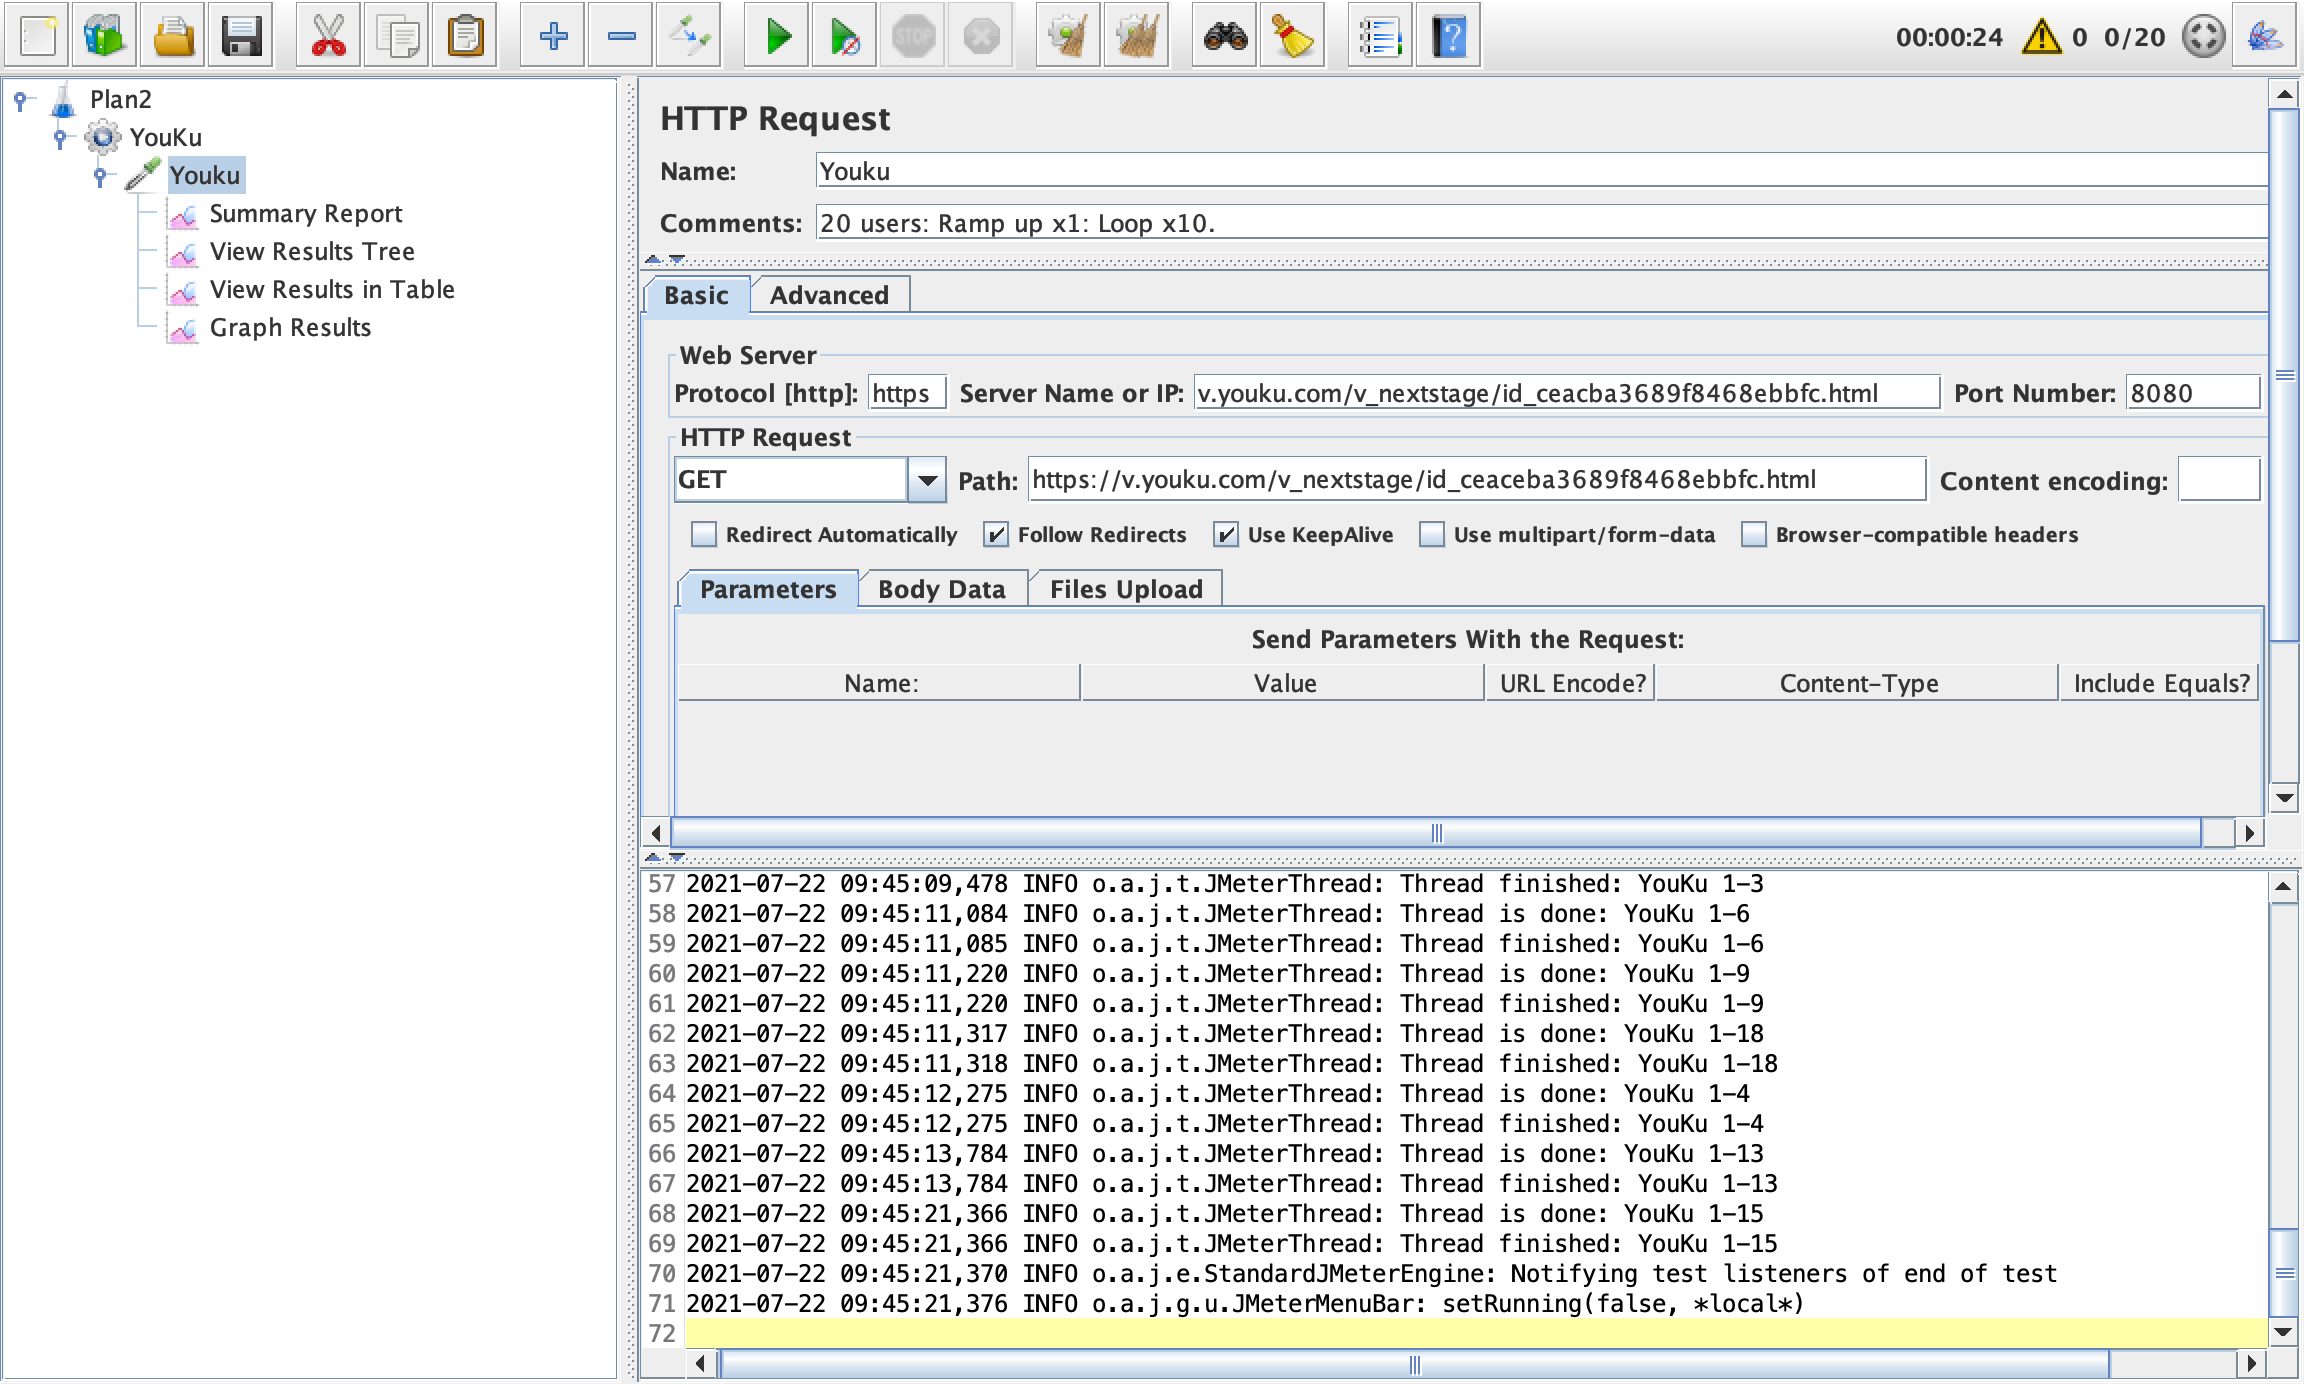 STOP
00:00:24 0 0/20
Plan2
YouKu
Youku
Summary Report
View Results Tree
View Results in Table
Graph Results
HTTP Request
Name: Youku
Comments: 20 users: Ramp up x1: Loop x10.
Basic Advanced
Web Server
Protocol [http]: https Server Name or IP: v.youku.com/v_nextstage/id_ceacba3689f8468ebbfc.html Port Number: 8080
HTTP Request
GET Path: https://v.youku.com/v_nextstage/id_ceaceba3689f8468ebbfc.html Content encoding:
Redirect Automatically Follow Redirects Use KeepAlive Use multipart/form-data Browser-compatible headers
Parameters Body Data Files Upload
Send Parameters With the Request:
Name: Value URL Encode? Content-Type Include Equals?
57 2021-07-22 09:45:09,478 INFO o.a.j.t.JMeterThread: Thread finished: YouKu 1-3
58 2021-07-22 09:45:11,084 INFO o.a.j.t.JMeterThread: Thread is done: YouKu 1-6
59 2021-07-22 09:45:11,085 INFO o.a.j.t.JMeterThread: Thread finished: YouKu 1-6
60 2021-07-22 09:45:11,220 INFO o.a.j.t.JMeterThread: Thread is done: YouKu 1-9
61 2021-07-22 09:45:11,220 INFO o.a.j.t.JMeterThread: Thread finished: YouKu 1-9
62 2021-07-22 09:45:11,317 INFO o.a.j.t.JMeterThread: Thread is done: YouKu 1-18
63 2021-07-22 09:45:11,318 INFO o.a.j.t.JMeterThread: Thread finished: YouKu 1-18
64 2021-07-22 09:45:12,275 INFO o.a.j.t.JMeterThread: Thread is done: YouKu 1-4
65 2021-07-22 09:45:12,275 INFO o.a.j.t.JMeterThread: Thread finished: YouKu 1-4
66 2021-07-22 09:45:13,784 INFO o.a.j.t.JMeterThread: Thread is done: YouKu 1-13
67 2021-07-22 09:45:13,784 INFO o.a.j.t.JMeterThread: Thread finished: YouKu 1-13
68 2021-07-22 09:45:21,366 INFO o.a.j.t.JMeterThread: Thread is done: YouKu 1-15
69 2021-07-22 09:45:21,366 INFO o.a.j.t.JMeterThread: Thread finished: YouKu 1-15
70 2021-07-22 09:45:21,370 INFO o.a.j.e.StandardJMeterEngine: Notifying test listeners of end of test
71 2021-07-22 09:45:21,376 INFO o.a.j.g.u.JMeterMenuBar: setRunning(false, *local*)
72